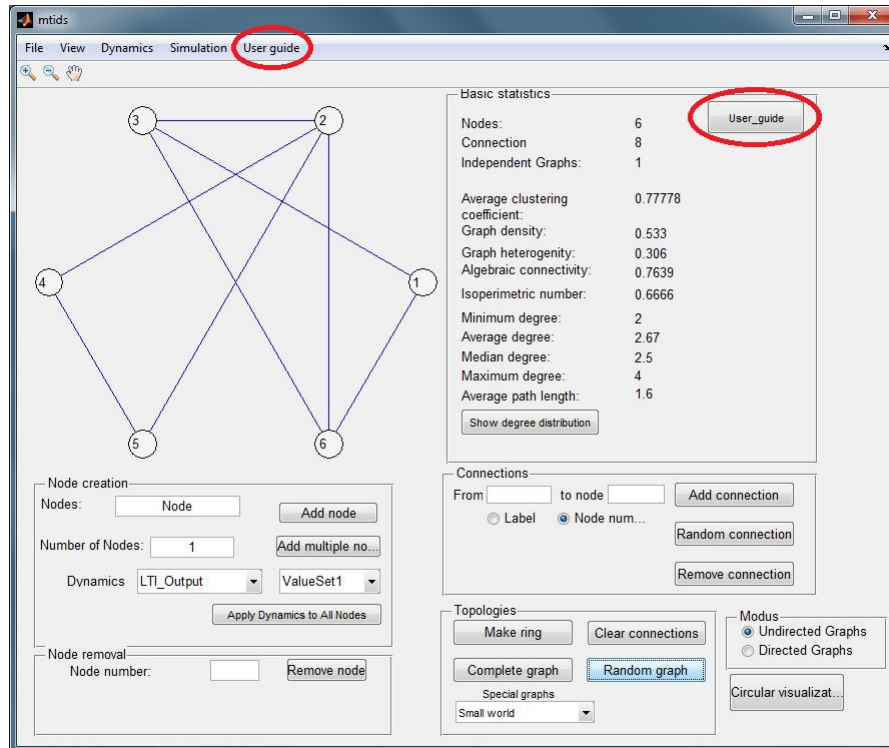 mtids
File View Dynamics Simulation User guide
3
2
4
1
5
6
Basic statistics
User_guide
Nodes: 6
Connection 8
Independent Graphs: 1
Average clustering 0.77778
coefficient:
Graph density: 0.533
Graph heterogenity: 0.306
Algebraic connectivity: 0.7639
Isoperimetric number: 0.6666
Minimum degree: 2
Average degree: 2.67
Median degree: 2.5
Maximum degree: 4
Average path length: 1.6
Show degree distribution
Node creation
Nodes: Node Add node
Number of Nodes: 1 Add multiple no...
Dynamics LTI_Output ValueSet1
Apply Dynamics to All Nodes
Node removal
Node number: Remove node
Connections
From to node Add connection
Label Node num...
Random connection
Remove connection
Topologies
Make ring Clear connections
Complete graph Random graph
Special graphs
Small world
Modus
Undirected Graphs
Directed Graphs
Circular visualizat...